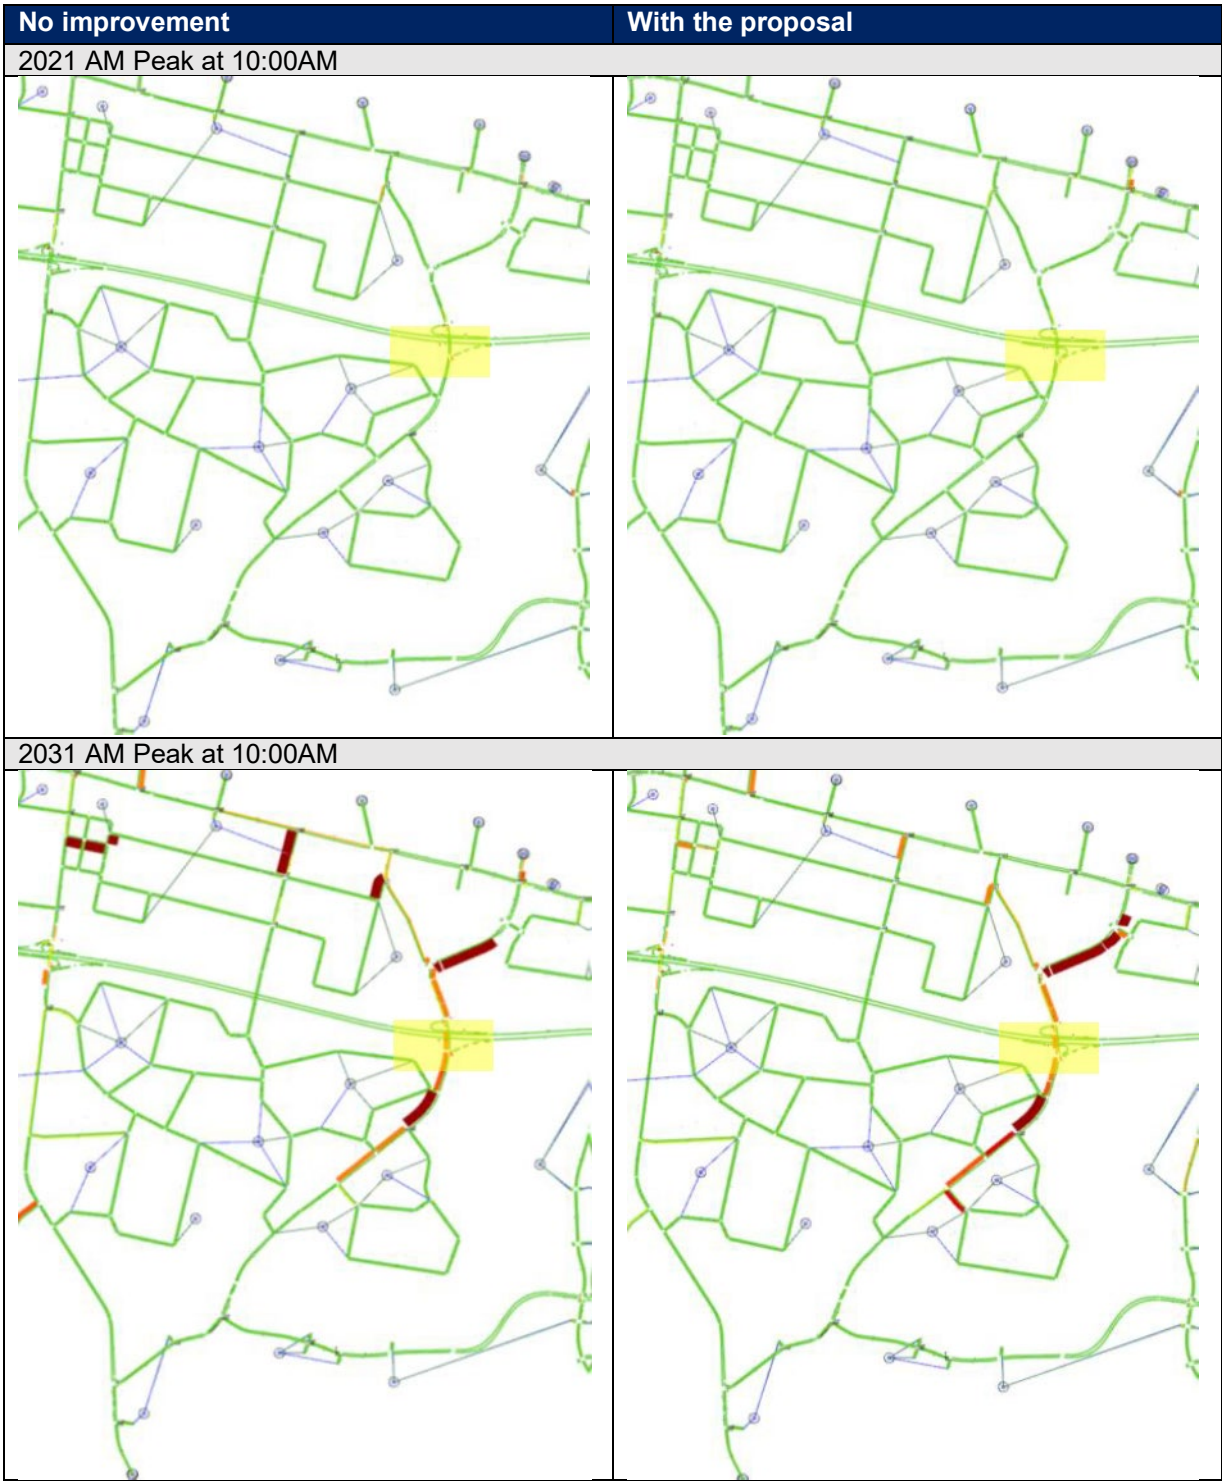 No improvement
With the proposal
2021 AM Peak at 10:00AM
2031 AM Peak at 10:00AM